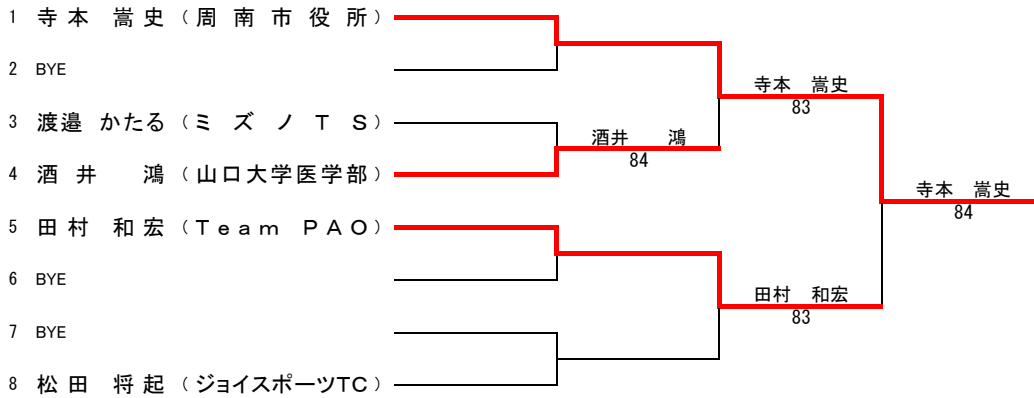 1 寺本 嵩史 （周南市役所）
2 BYE
寺本 嵩史
83
3 渡邉 かたる （ミズノTS）
酒井 鴻
84
4 酒井 鴻 （山口大学医学部）
寺本 嵩史
84
5 田村 和宏 （Team PAO）
6 BYE
田村 和宏
83
7 BYE
8 松田 将起 （ジョイスポーツTC）